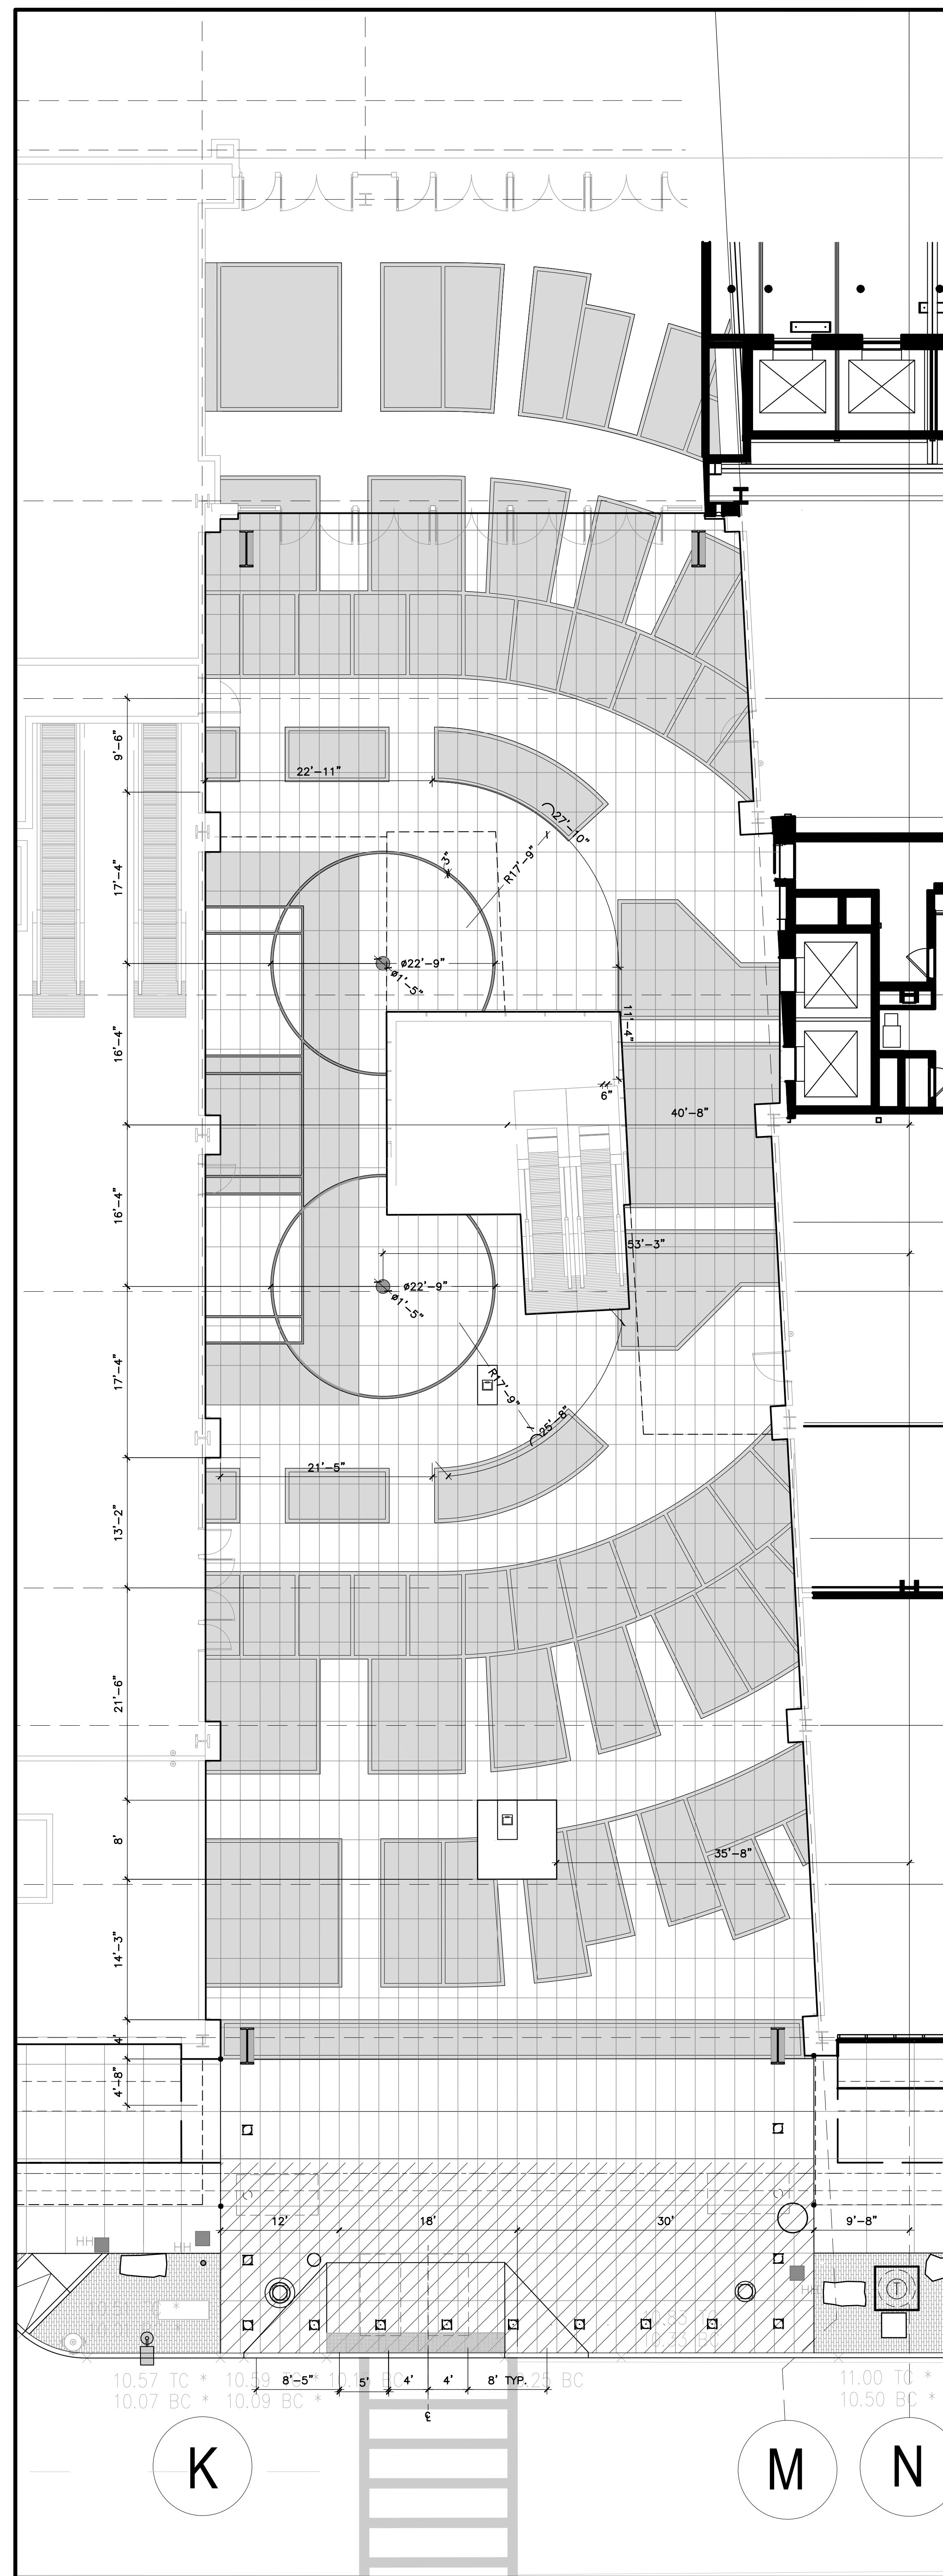 9'-6"
22'-11"
27'-10"
17'-4"
3"
R17'-9"
ø22'-9"
ø1'-5"
11'-4"
16'-4"
6"
40'-8"
16'-4"
53'-3"
ø22'-9"
ø1'-5"
17'-4"
R17'-9"
25'-8"
21'-5"
13'-2"
21'-6"
8'
35'-8"
14'-3"
4'
4'-8"
12'
18'
30'
9'-8"
HH
HH
HH
T
10.57 TC *
10.07 BC *
10.59 TC *
10.09 BC *
8'-5"
5'
4'
4'
8' TYP.
℄
11.00 TC *
10.50 BC *
K
M
N